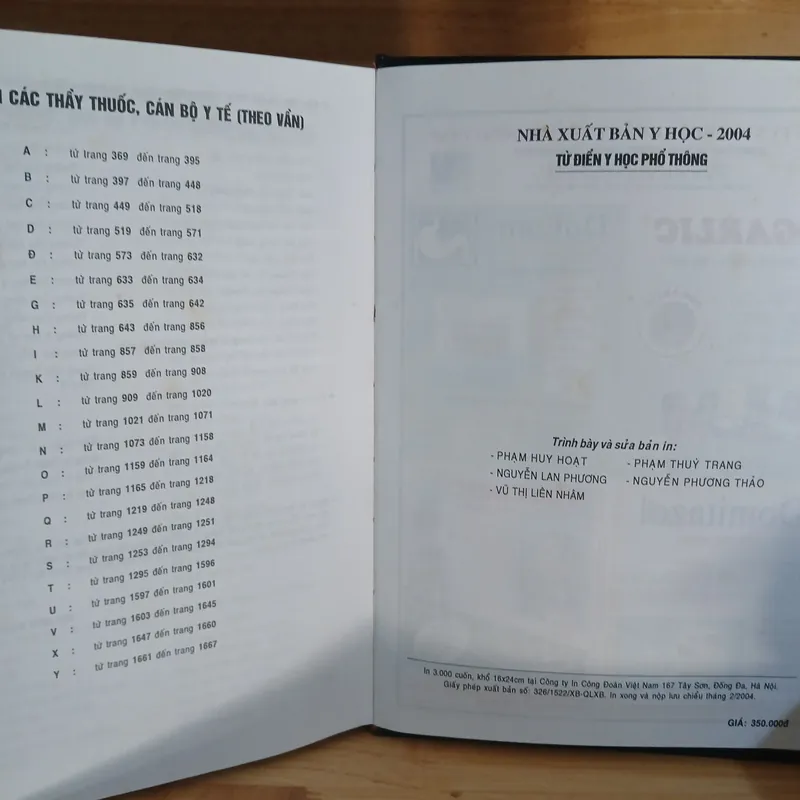 CÁC THẦY THUỐC, CÁN BỘ Y TẾ (THEO VẦN)
A : từ trang 369 đến trang 395
B : từ trang 397 đến trang 448
C : từ trang 449 đến trang 518
D : từ trang 519 đến trang 571
Đ : từ trang 573 đến trang 632
E : từ trang 633 đến trang 634
G : từ trang 635 đến trang 642
H : từ trang 643 đến trang 856
I : từ trang 857 đến trang 858
K : từ trang 859 đến trang 908
L : từ trang 909 đến trang 1020
M : từ trang 1021 đến trang 1071
N : từ trang 1073 đến trang 1158
O : từ trang 1159 đến trang 1164
P : từ trang 1165 đến trang 1218
Q : từ trang 1219 đến trang 1248
R : từ trang 1249 đến trang 1251
S : từ trang 1253 đến trang 1294
T : từ trang 1295 đến trang 1596
U : từ trang 1597 đến trang 1601
V : từ trang 1603 đến trang 1645
X : từ trang 1647 đến trang 1660
Y : từ trang 1661 đến trang 1667
NHÀ XUẤT BẢN Y HỌC - 2004
TỪ ĐIỂN Y HỌC PHỔ THÔNG
Trình bày và sửa bản in:
- PHẠM HUY HOẠT - PHẠM THUỲ TRANG
- NGUYỄN LAN PHƯƠNG - NGUYỄN PHƯƠNG THẢO
- VŨ THỊ LIÊN NHÂM
In 3.000 cuốn, khổ 16x24cm tại Công ty In Công Đoàn Việt Nam 167 Tây Sơn, Đống Đa, Hà Nội.
Giấy phép xuất bản số: 326/1522/XB-QLXB. In xong và nộp lưu chiểu tháng 2/2004.
GIÁ: 350.000đ